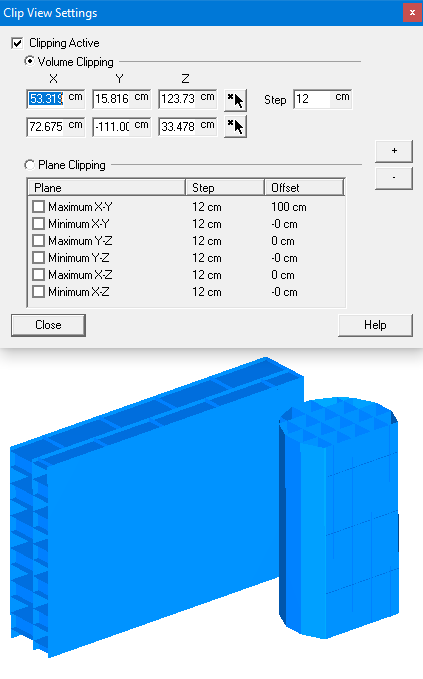 Clip View Settings x
Clipping Active
Volume Clipping
X Y Z
53.319 cm 15.816 cm 123.73 cm Step 12 cm
72.675 cm -111.00 cm 33.478 cm
+
Plane Clipping
-
Plane Step Offset
Maximum X-Y 12 cm 100 cm
Minimum X-Y 12 cm -0 cm
Maximum Y-Z 12 cm 0 cm
Minimum Y-Z 12 cm -0 cm
Maximum X-Z 12 cm 0 cm
Minimum X-Z 12 cm -0 cm
Close Help